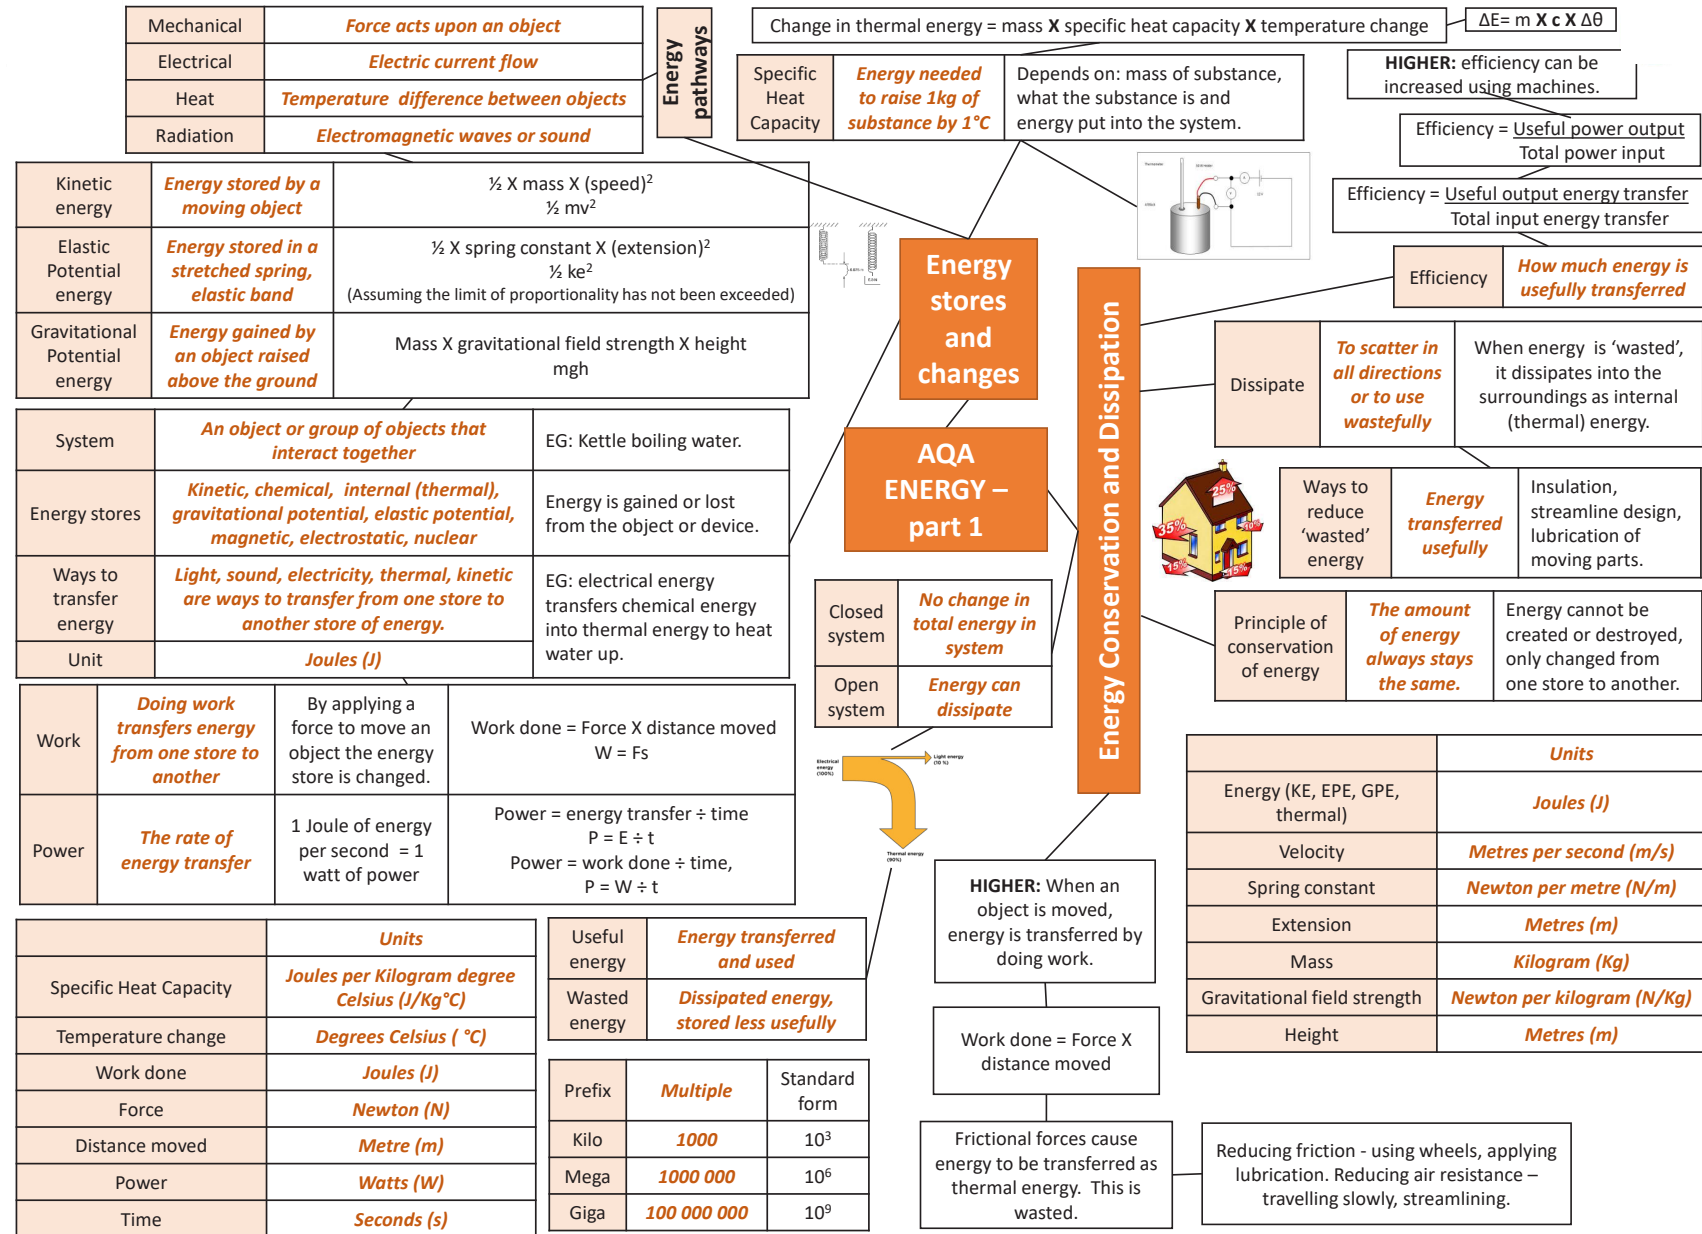 Mechanical
Force acts upon an object
Electrical
Electric current flow
Heat
Temperature difference between objects
Radiation
Electromagnetic waves or sound
Energy
pathways
Change in thermal energy = mass X specific heat capacity X temperature change
ΔE= m X c X Δθ
Specific
Heat
Capacity
Energy needed
to raise 1kg of
substance by 1°C
Depends on: mass of substance,
what the substance is and
energy put into the system.
HIGHER: efficiency can be
increased using machines.
Efficiency = Useful power output
Total power input
Efficiency = Useful output energy transfer
Total input energy transfer
Efficiency
How much energy is
usefully transferred
Kinetic
energy
Energy stored by a
moving object
½ X mass X (speed)²
½ mv²
Elastic
Potential
energy
Energy stored in a
stretched spring,
elastic band
½ X spring constant X (extension)²
½ ke²
(Assuming the limit of proportionality has not been exceeded)
Gravitational
Potential
energy
Energy gained by
an object raised
above the ground
Mass X gravitational field strength X height
mgh
Energy
stores
and
changes
AQA
ENERGY –
part 1
Energy Conservation and Dissipation
Dissipate
To scatter in
all directions
or to use
wastefully
When energy is ‘wasted’,
it dissipates into the
surroundings as internal
(thermal) energy.
25%
35%
10%
15%
15%
Ways to
reduce
‘wasted’
energy
Energy
transferred
usefully
Insulation,
streamline design,
lubrication of
moving parts.
Principle of
conservation
of energy
The amount
of energy
always stays
the same.
Energy cannot be
created or destroyed,
only changed from
one store to another.
System
An object or group of objects that
interact together
EG: Kettle boiling water.
Energy stores
Kinetic, chemical, internal (thermal),
gravitational potential, elastic potential,
magnetic, electrostatic, nuclear
Energy is gained or lost
from the object or device.
Ways to
transfer
energy
Light, sound, electricity, thermal, kinetic
are ways to transfer from one store to
another store of energy.
EG: electrical energy
transfers chemical energy
into thermal energy to heat
water up.
Unit
Joules (J)
Closed
system
No change in
total energy in
system
Open
system
Energy can
dissipate
Electrical
energy
(100%)
Light energy
(10 %)
Thermal energy
(90%)
Work
Doing work
transfers energy
from one store to
another
By applying a
force to move an
object the energy
store is changed.
Work done = Force X distance moved
W = Fs
Power
The rate of
energy transfer
1 Joule of energy
per second = 1
watt of power
Power = energy transfer ÷ time
P = E ÷ t
Power = work done ÷ time,
P = W ÷ t
Units
Specific Heat Capacity
Joules per Kilogram degree
Celsius (J/Kg°C)
Temperature change
Degrees Celsius ( °C)
Work done
Joules (J)
Force
Newton (N)
Distance moved
Metre (m)
Power
Watts (W)
Time
Seconds (s)
Useful
energy
Energy transferred
and used
Wasted
energy
Dissipated energy,
stored less usefully
Prefix
Multiple
Standard
form
Kilo
1000
10³
Mega
1000 000
10⁶
Giga
100 000 000
10⁹
HIGHER: When an
object is moved,
energy is transferred by
doing work.
Work done = Force X
distance moved
Frictional forces cause
energy to be transferred as
thermal energy. This is
wasted.
Reducing friction - using wheels, applying
lubrication. Reducing air resistance –
travelling slowly, streamlining.
Units
Energy (KE, EPE, GPE,
thermal)
Joules (J)
Velocity
Metres per second (m/s)
Spring constant
Newton per metre (N/m)
Extension
Metres (m)
Mass
Kilogram (Kg)
Gravitational field strength
Newton per kilogram (N/Kg)
Height
Metres (m)